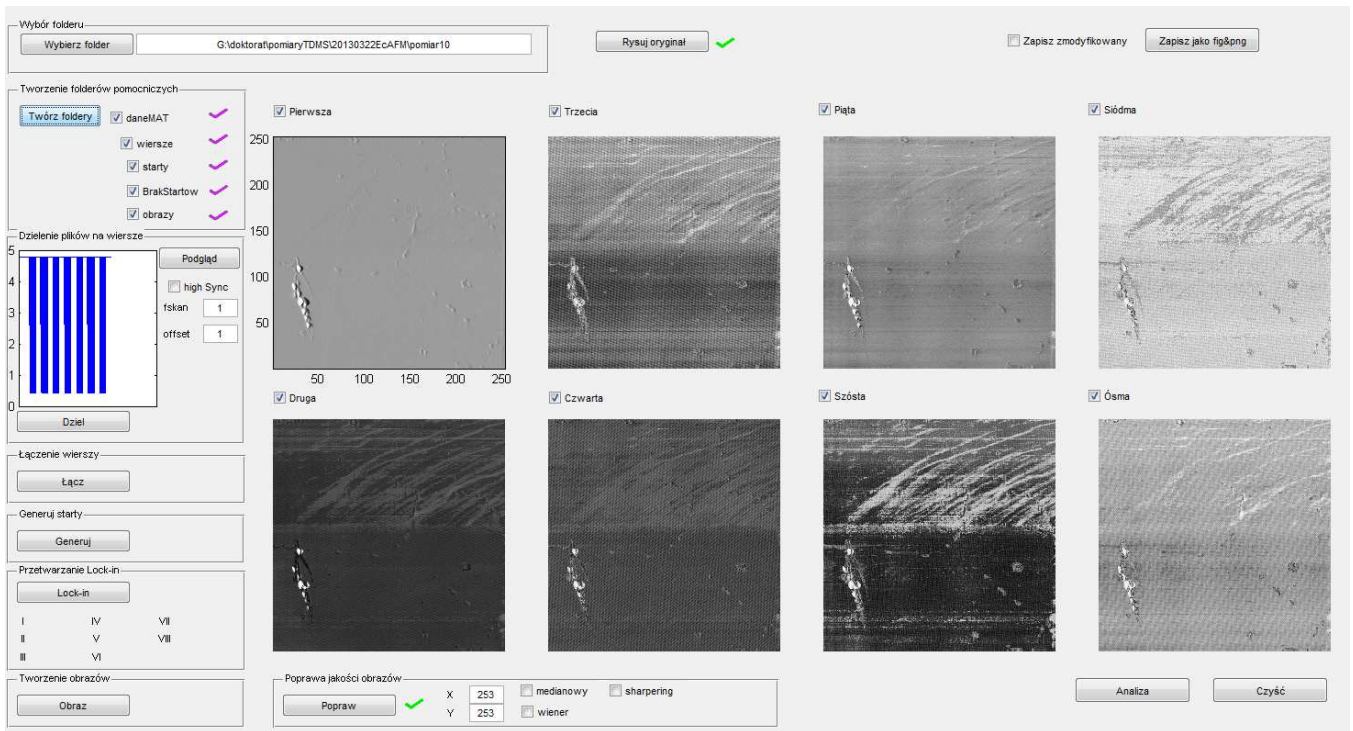 Wybór folderu
Wybierz folder
G:\doktorat\pomiaryTDMS\20130322EcAFM\pomiar10
Rysuj oryginał
Zapisz zmodyfikowany
Zapisz jako fig&png
Tworzenie folderów pomocniczych
Twórz foldery
daneMAT
wiersze
starty
BrakStartow
obrazy
Dzielenie plików na wiersze
5
4
3
2
1
0
Podgląd
high Sync
fskan 1
offset 1
Dziel
Łączenie wierszy
Łącz
Generuj starty
Generuj
Przetwarzanie Lock-in
Lock-in
I IV VII
II V VIII
III VI
Tworzenie obrazów
Obraz
Pierwsza
250
200
150
100
50
50 100 150 200 250
Trzecia
Piąta
Siódma
Druga
Czwarta
Szósta
Ósma
Poprawa jakości obrazów
Popraw
X 253
Y 253
medianowy
sharpering
wiener
Analiza
Czyść